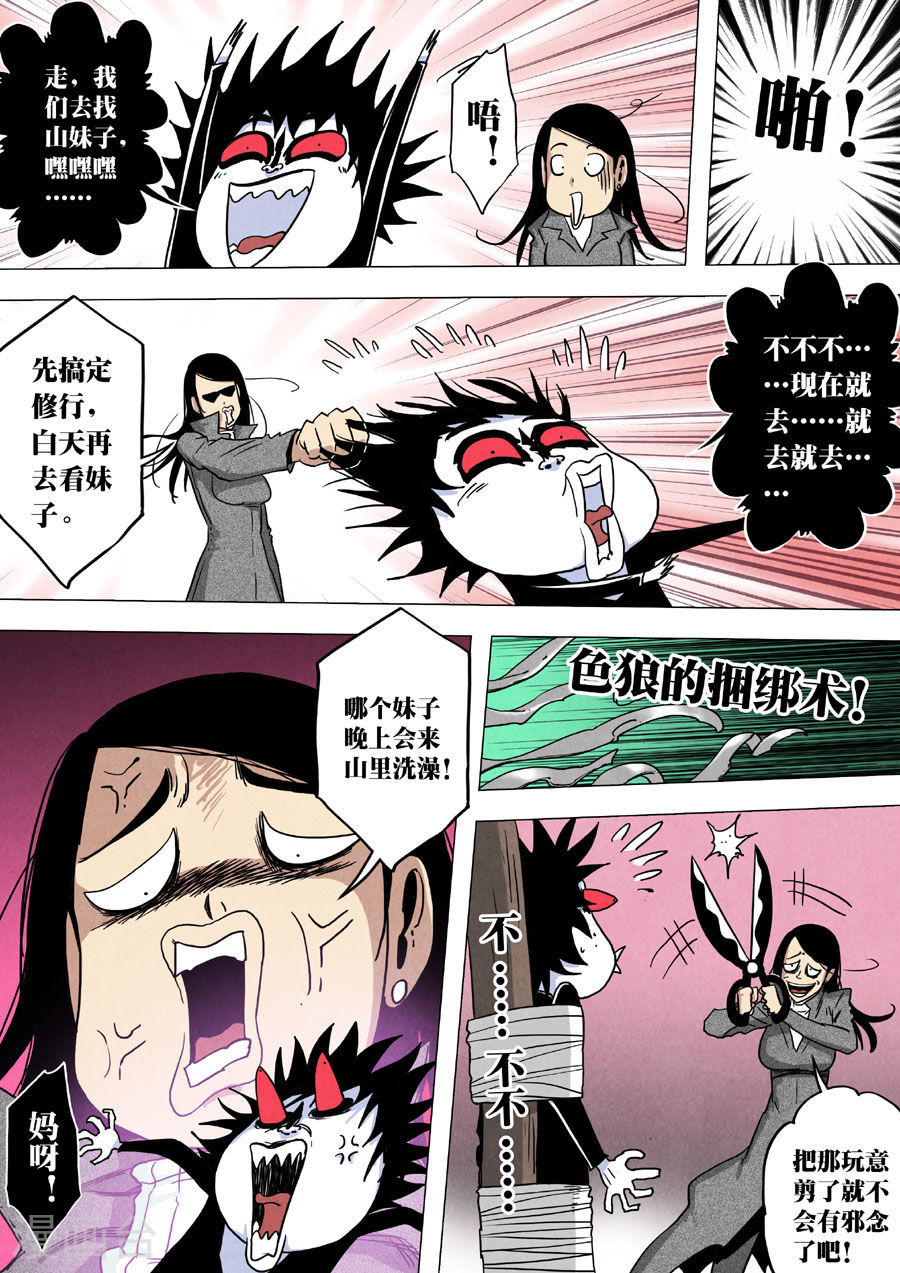 走，我
们去找
山妹子，
嘿嘿嘿
……
唔！
啪！
先搞定
修行，
白天再
去看妹
子。
不不不…
…现在就
去……就
去就去…
…
哪个妹子
晚上会来
山里洗澡！
妈呀！
色狼的捆绑术！
不……不不……
把那玩意
剪了就不
会有邪念
了吧！
漫画台